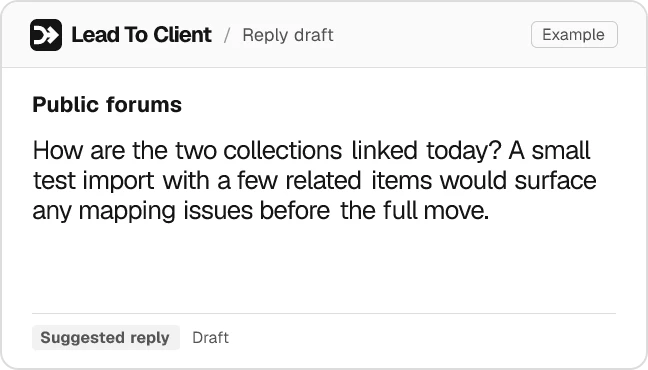 Lead To Client / Reply draft
Example
Public forums
How are the two collections linked today? A small
test import with a few related items would surface
any mapping issues before the full move.
Suggested reply
Draft